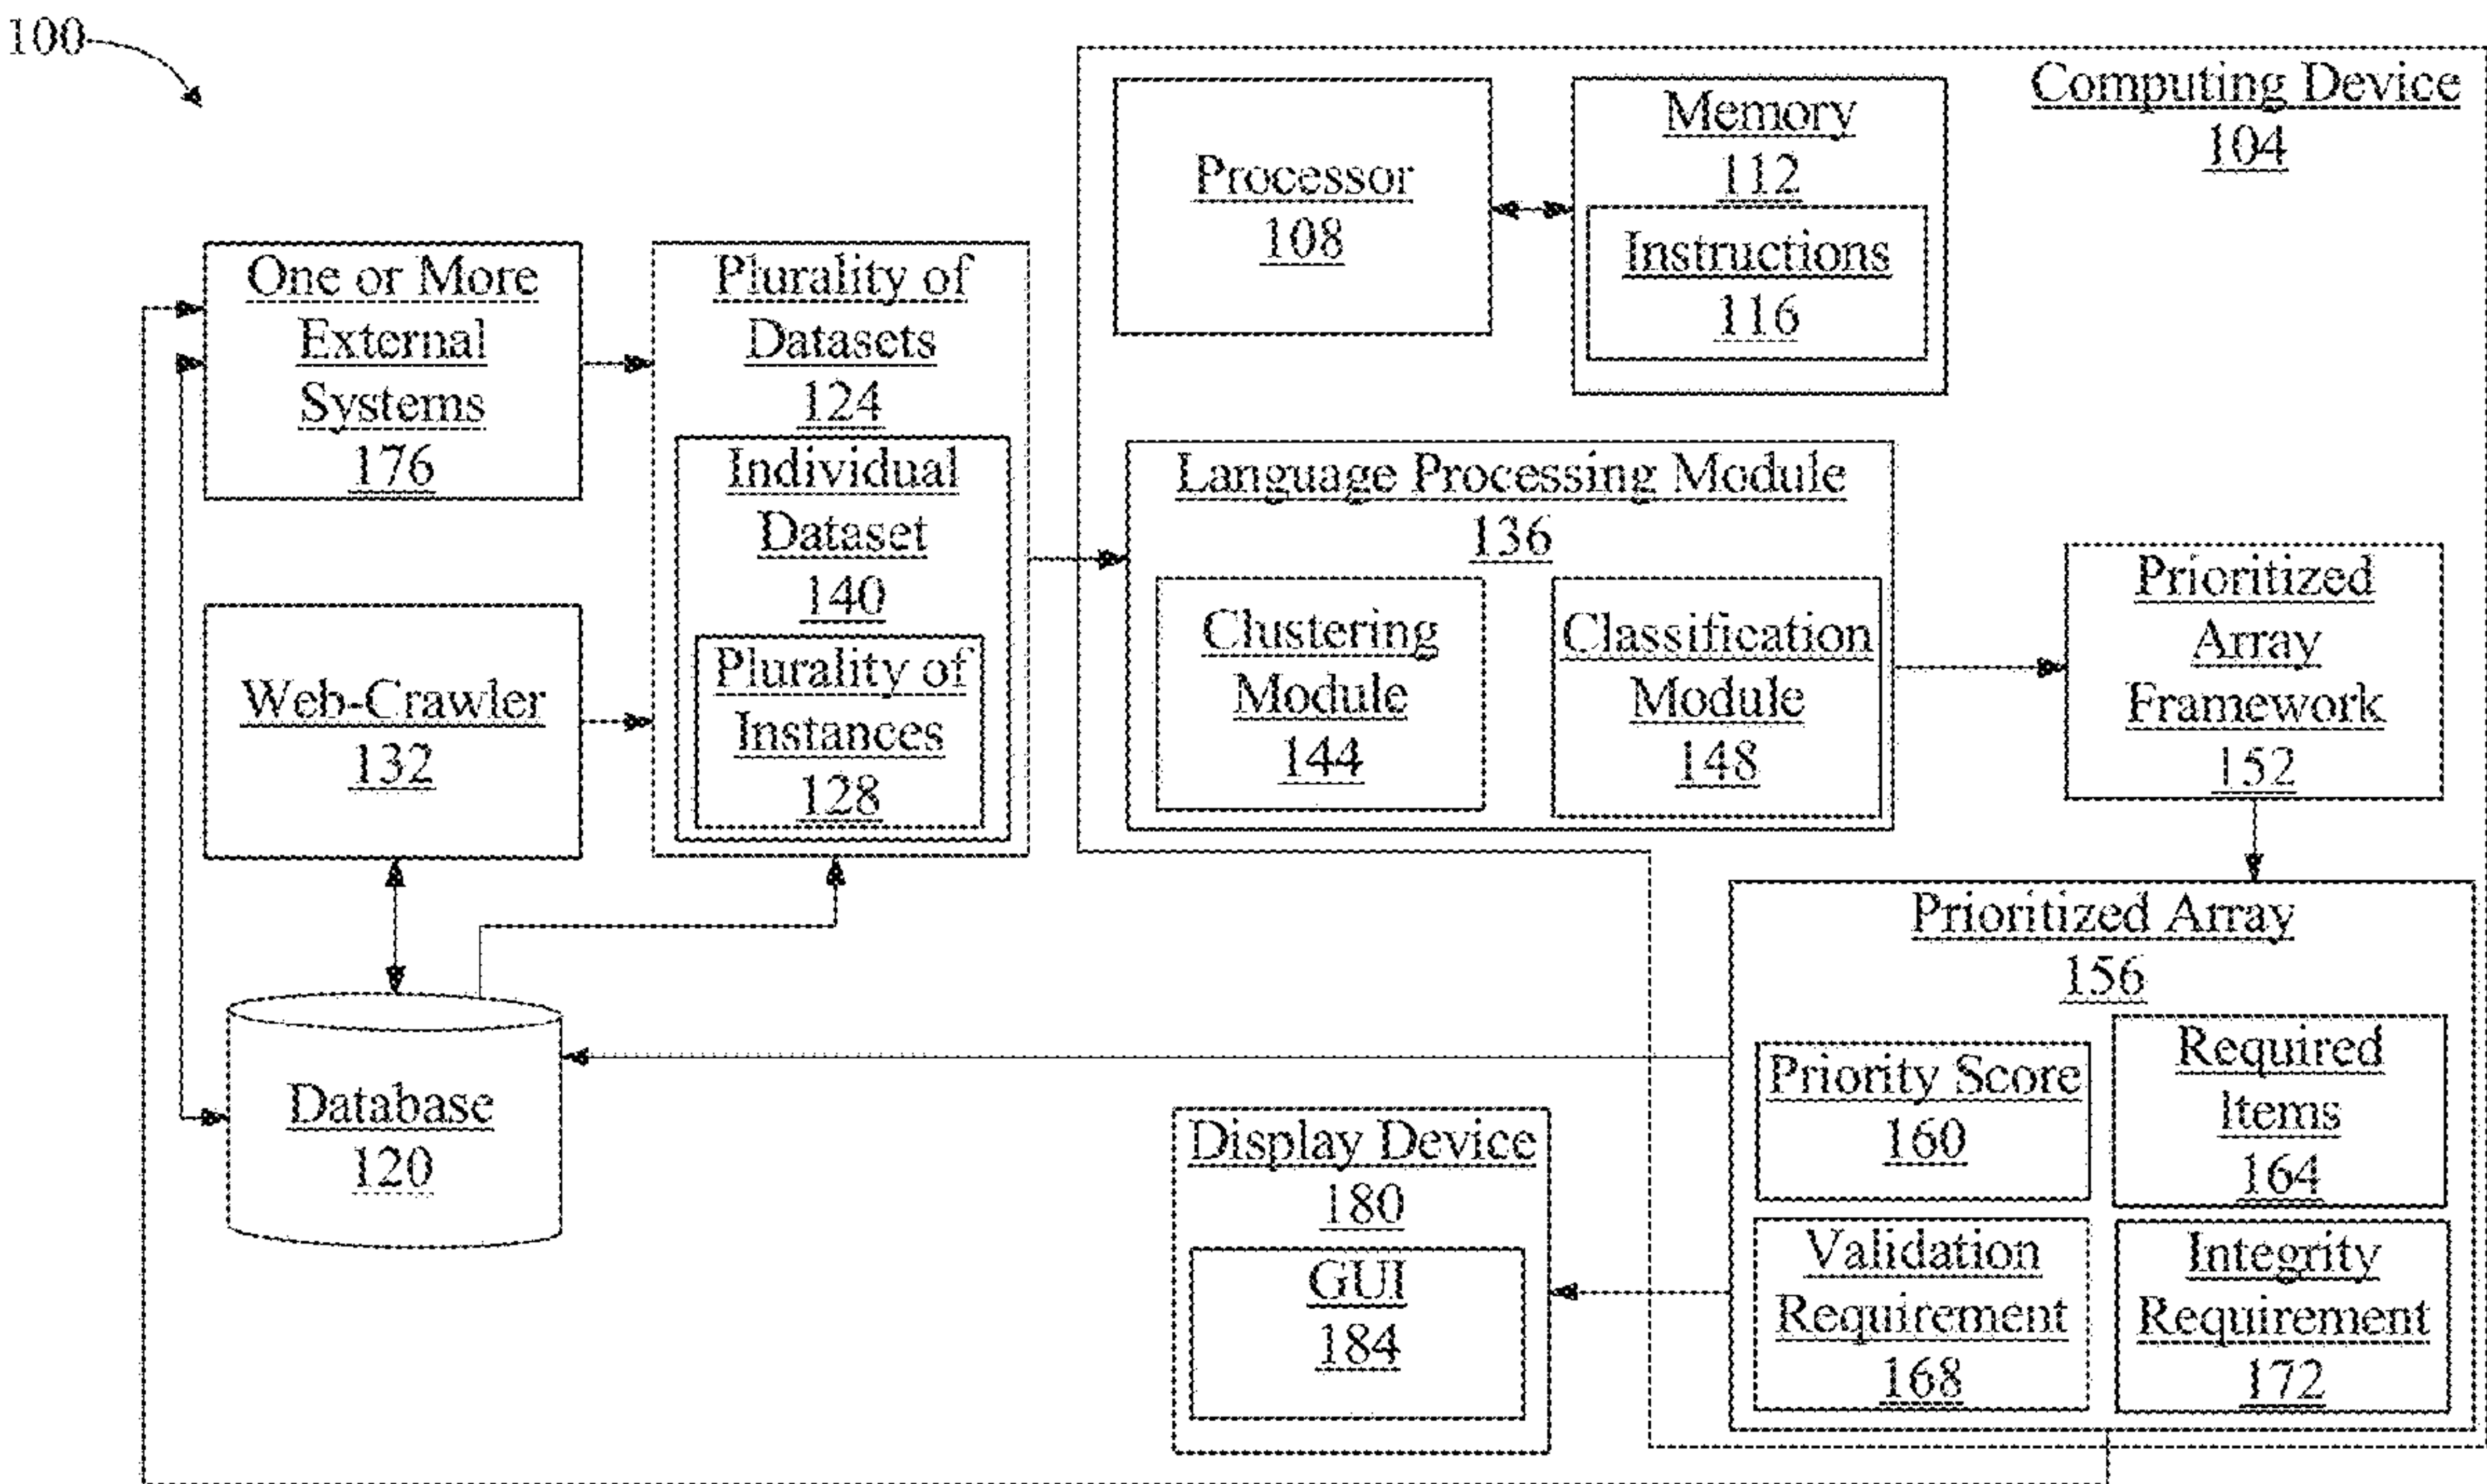 100
Computing Device
104
Processor
108
Memory
112
Instructions
116
One or More
External
Systems
176
Plurality of
Datasets
124
Individual
Dataset
140
Plurality of
Instances
128
Language Processing Module
136
Clustering
Module
144
Classification
Module
148
Prioritized
Array
Framework
152
Web-Crawler
132
Prioritized Array
156
Priority Score
160
Required
Items
164
Validation
Requirement
168
Integrity
Requirement
172
Database
120
Display Device
180
GUI
184